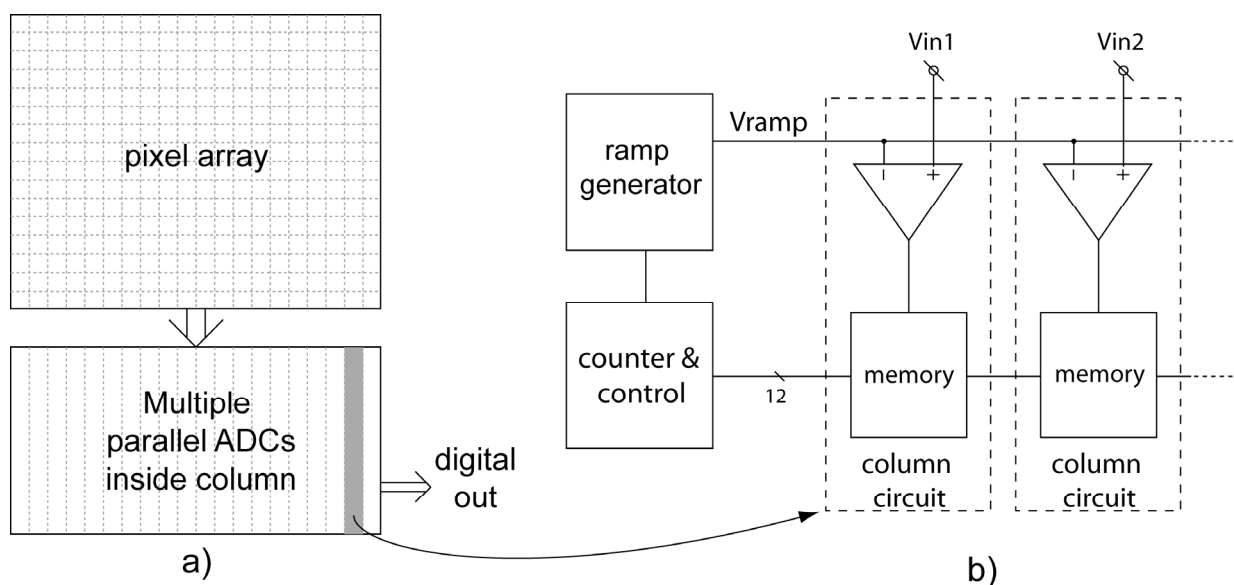 pixel array
Multiple
parallel ADCs
inside column
digital
out
a)
Vin1
Vin2
Vramp
ramp
generator
- +
- +
counter &
control
12
memory
memory
column
circuit
column
circuit
b)